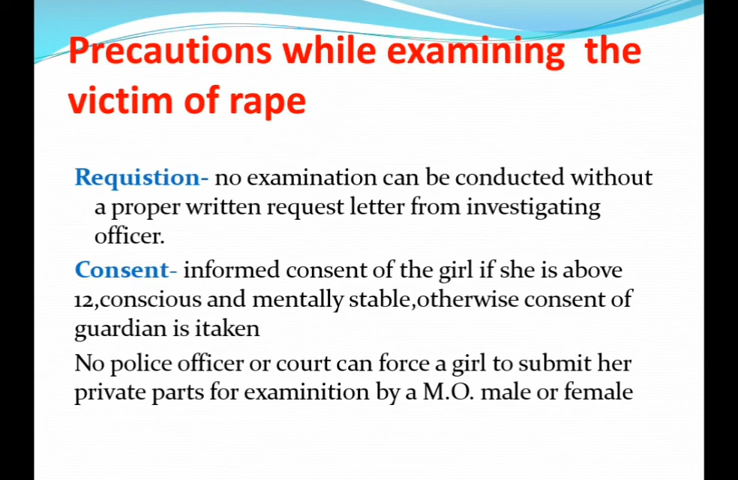 Precautions while examining the
victim of rape
Requistion- no examination can be conducted without
a proper written request letter from investigating
officer.
Consent- informed consent of the girl if she is above
12,conscious and mentally stable,otherwise consent of
guardian is itaken
No police officer or court can force a girl to submit her
private parts for examinition by a M.O. male or female